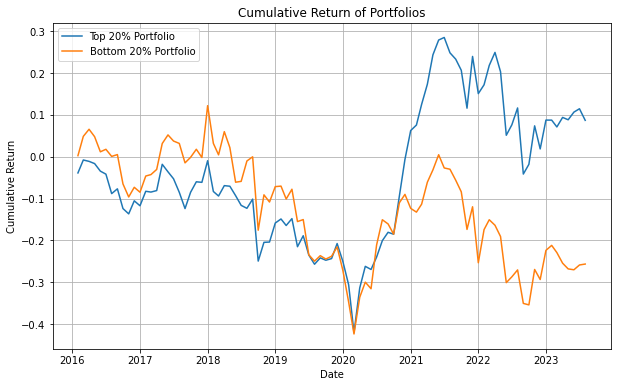 Cumulative Return of Portfolios
Top 20% Portfolio
Bottom 20% Portfolio
Cumulative Return
0.3
0.2
0.1
0.0
−0.1
−0.2
−0.3
−0.4
2016 2017 2018 2019 2020 2021 2022 2023
Date